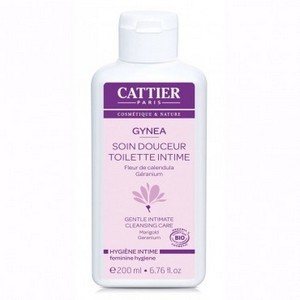 CATTIER
PARIS
COSMÉTIQUE & NATURE
GYNEA
SOIN DOUCEUR
TOILETTE INTIME
Fleur de calendula
Géranium
GENTLE INTIMATE
CLEANSING CARE
Marigold
Geranium
BIO
HYGIÈNE INTIME
feminine hygiene
℮200 ml • 6.76 fl. oz